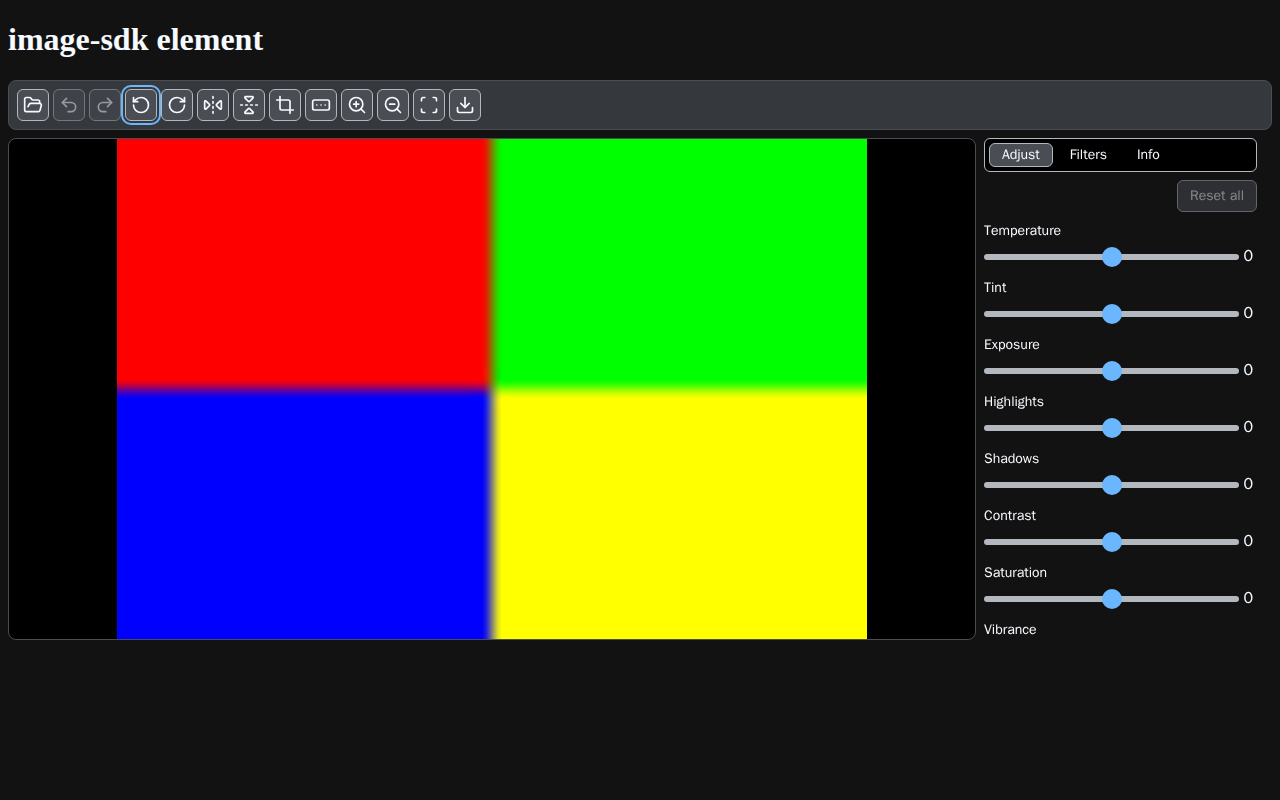 image-sdk element
Adjust Filters Info
Reset all
Temperature
0
Tint
0
Exposure
0
Highlights
0
Shadows
0
Contrast
0
Saturation
0
Vibrance